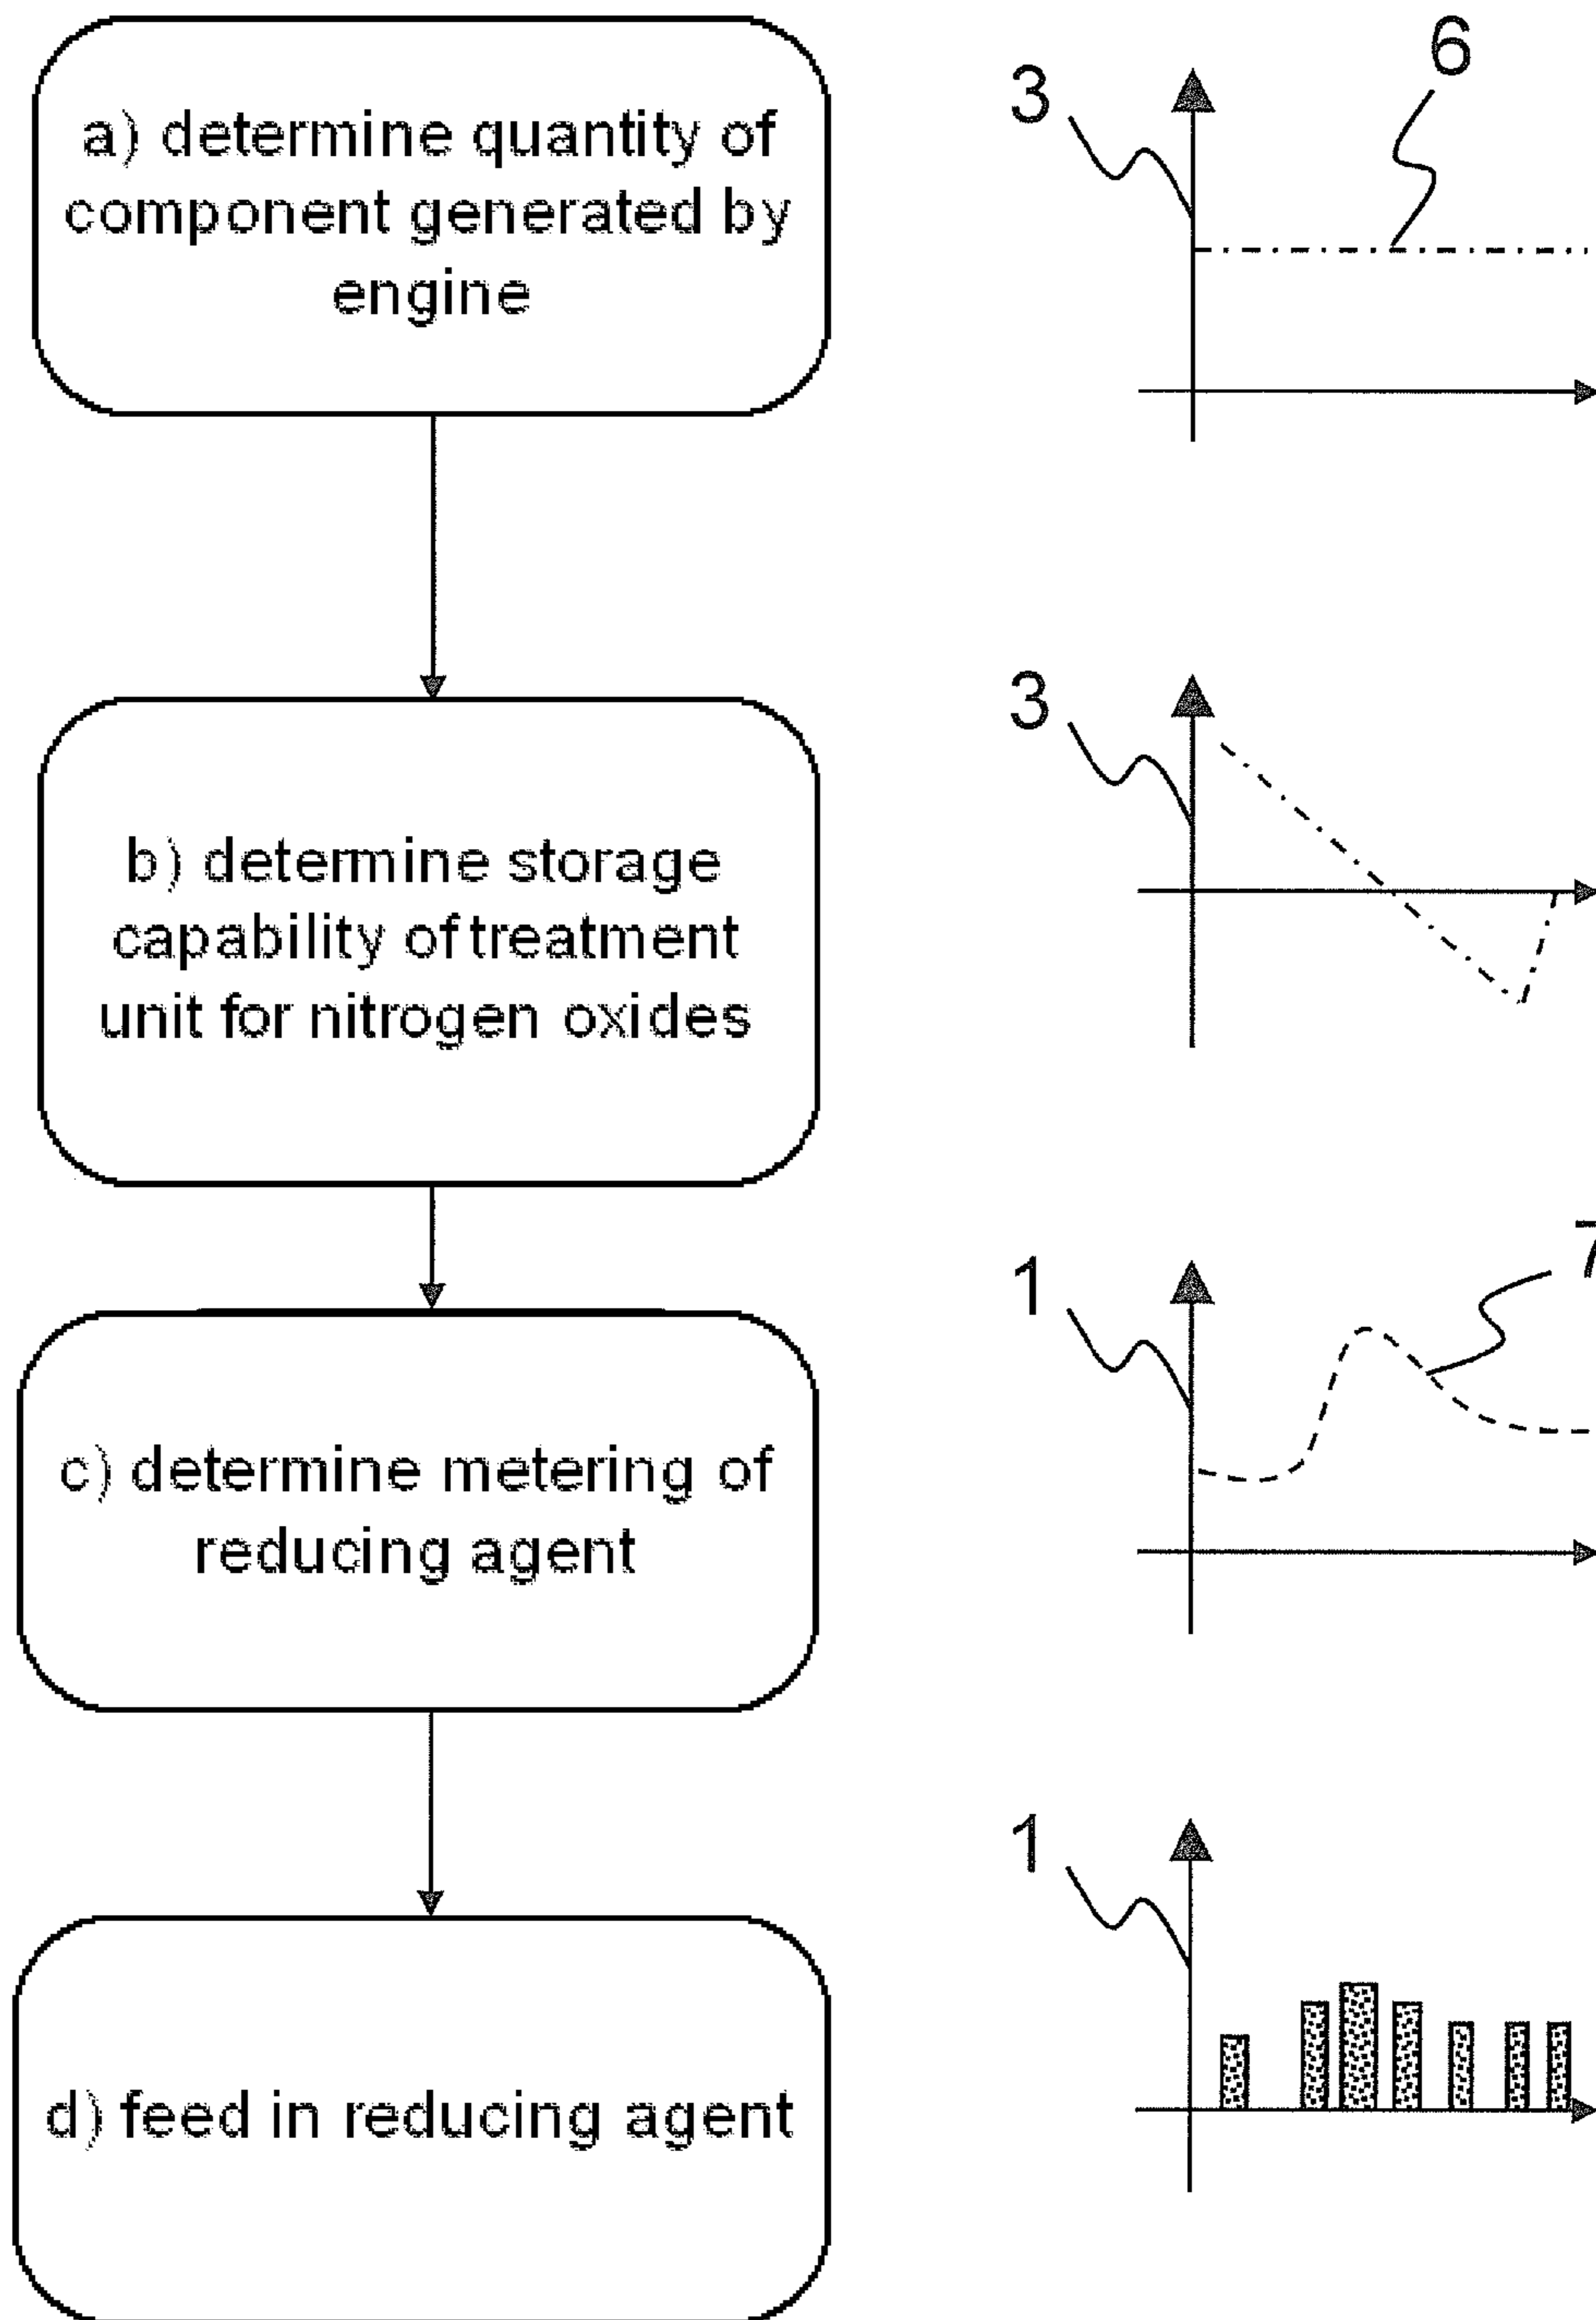 a) determine quantity of
component generated by
engine
3
6
b) determine storage
capability of treatment
unit for nitrogen oxides
3
c) determine metering of
reducing agent
1
7
d) feed in reducing agent
1